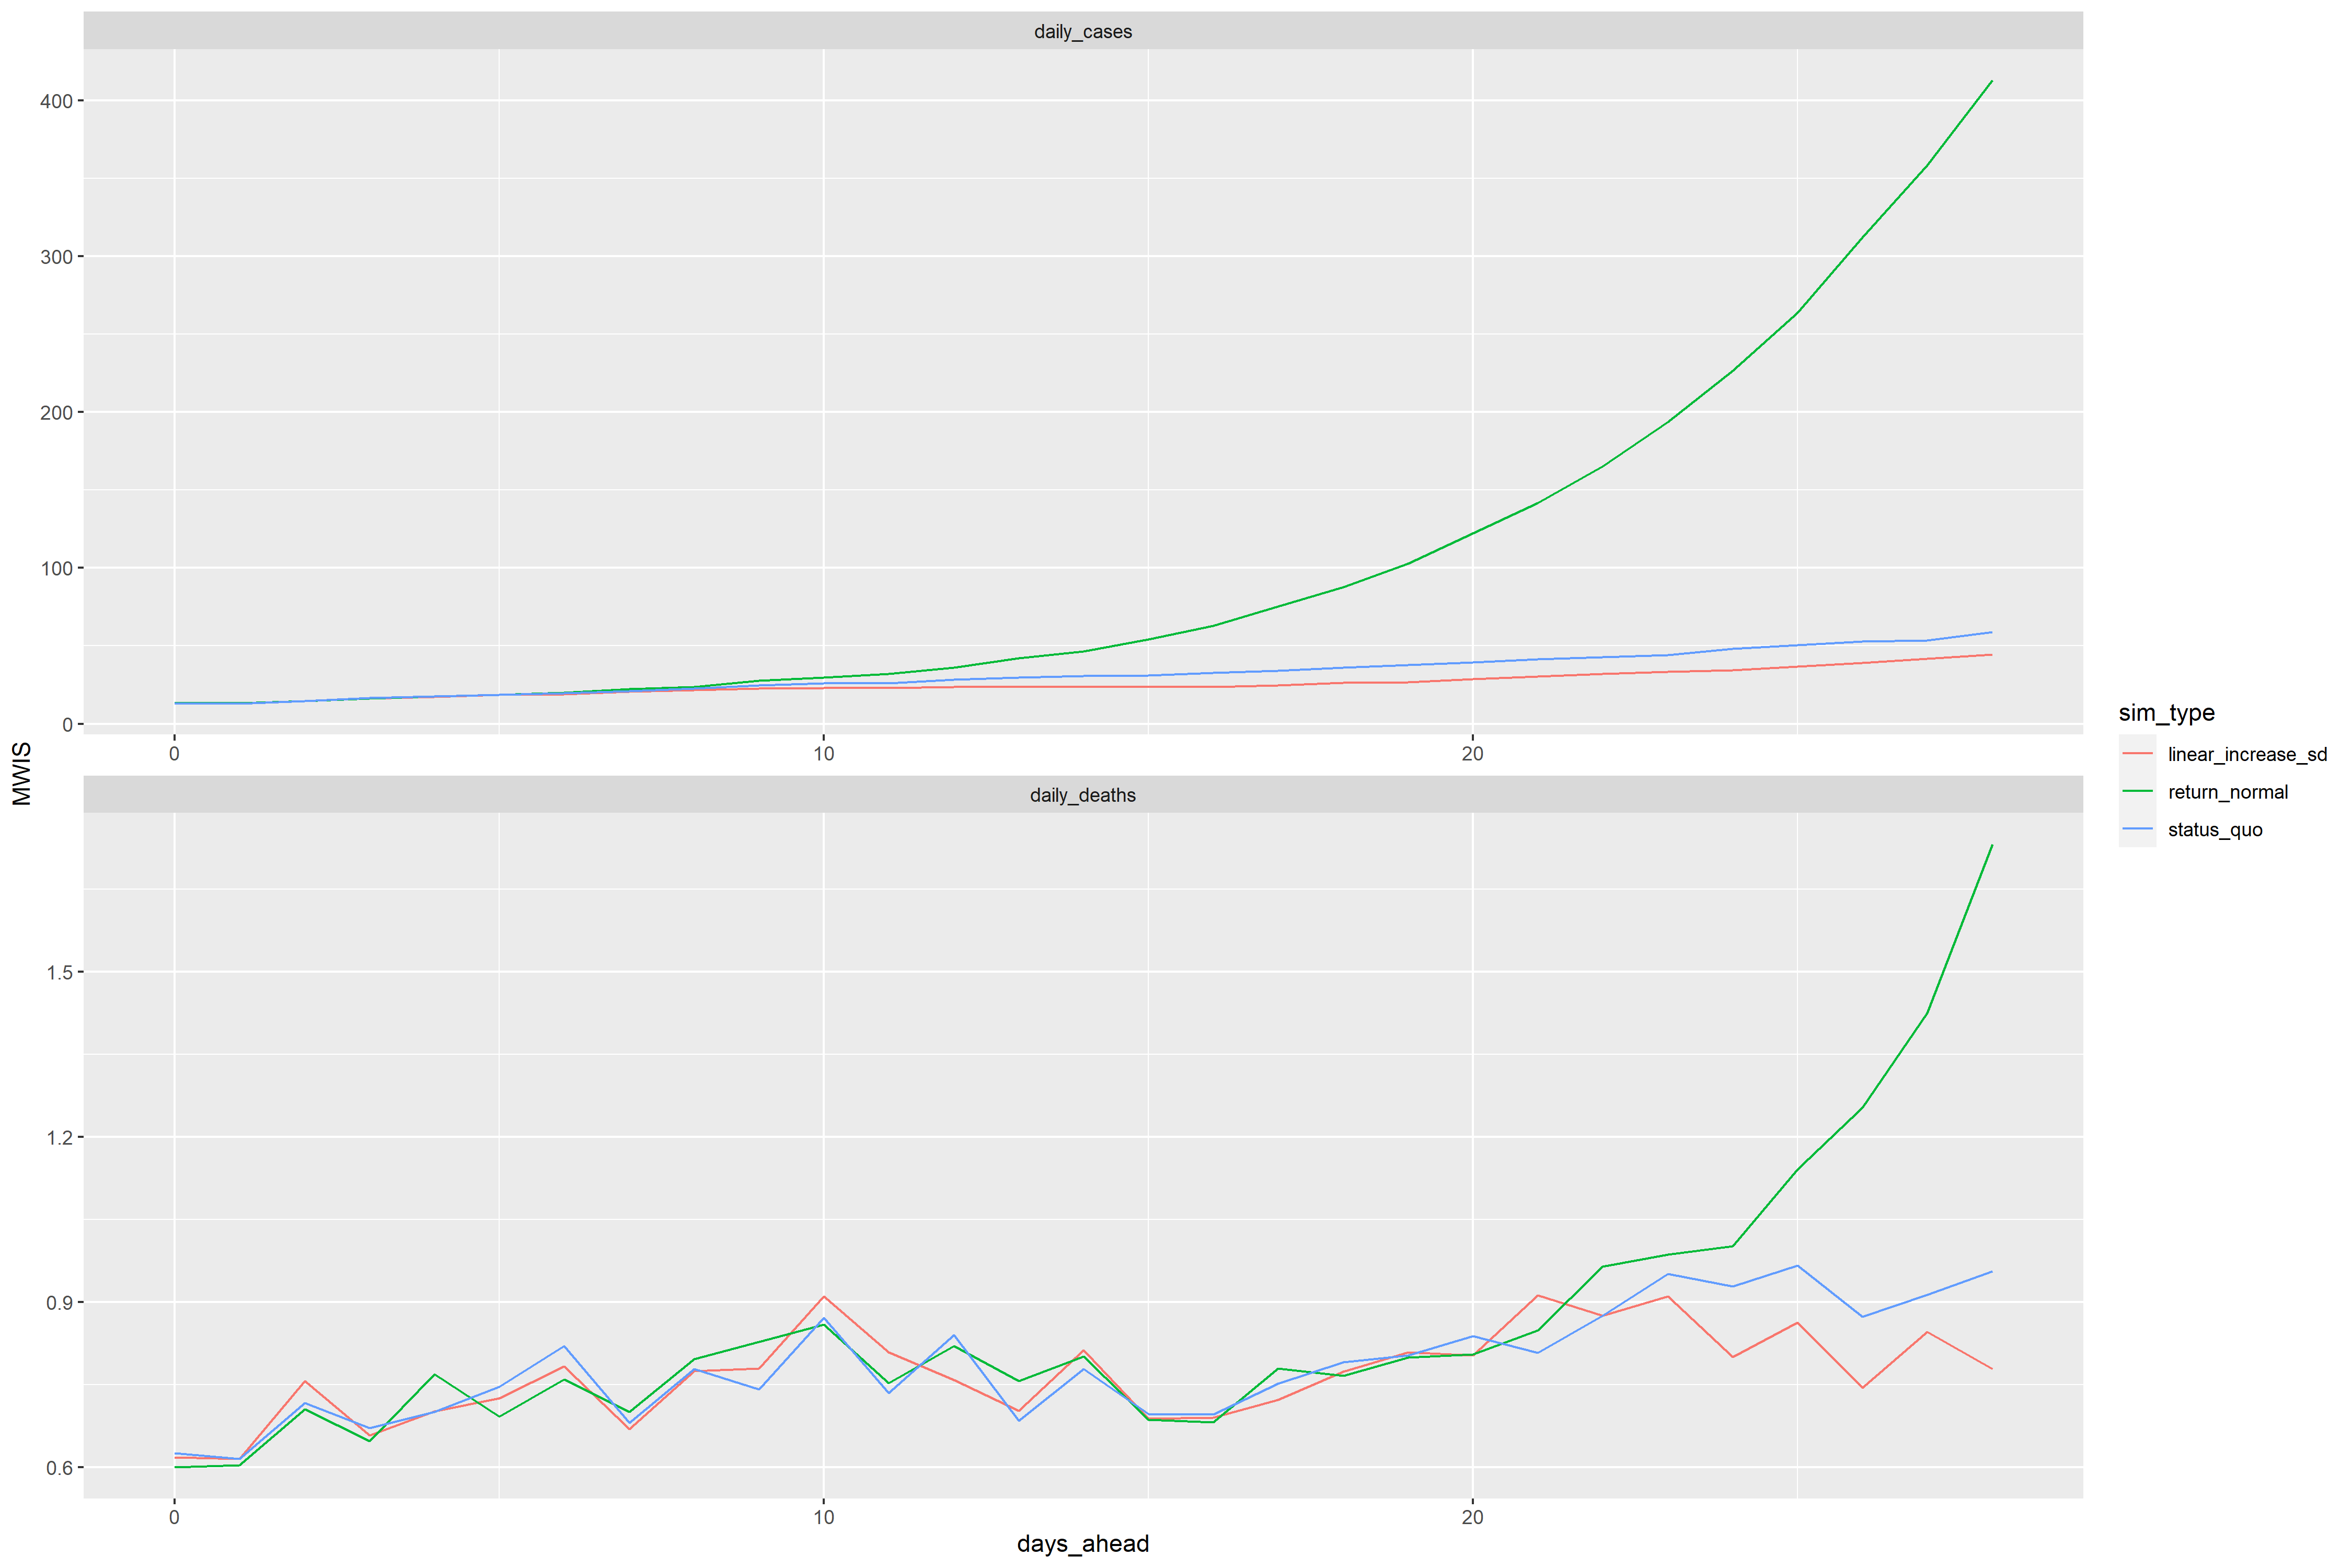 daily_cases
400
300
200
100
0
0 10 20
MWIS
daily_deaths
1.5
1.2
0.9
0.6
0 10 20
days_ahead
sim_type
linear_increase_sd
return_normal
status_quo